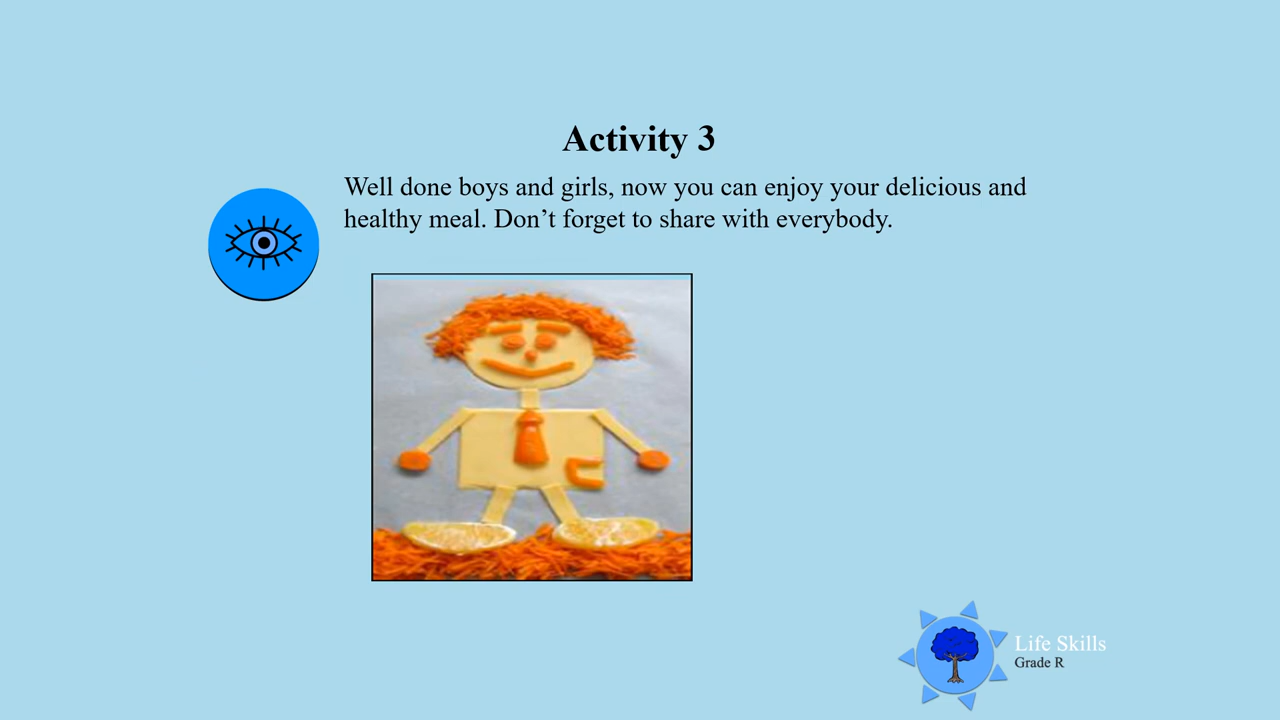 Activity 3
Well done boys and girls, now you can enjoy your delicious and
healthy meal. Don’t forget to share with everybody.
Life Skills
Grade R